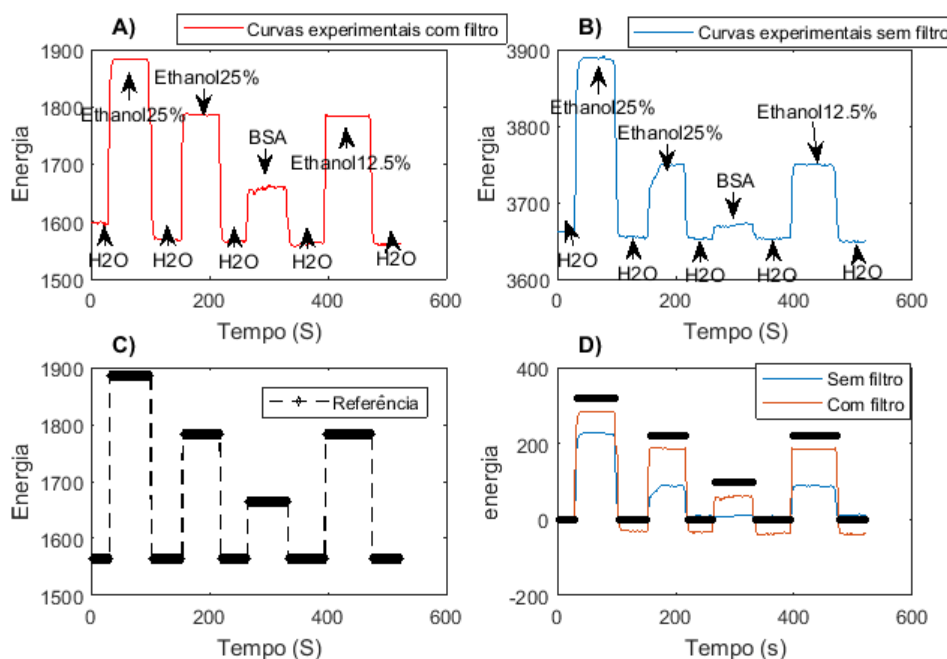 A)
Curvas experimentais com filtro
1900
1800
1700
1600
1500
Energia
Ethanol25%
Ethanol25%
BSA
Ethanol12.5%
H2O
H2O
H2O
H2O
H2O
0
200
400
600
Tempo (S)
B)
Curvas experimentais sem filtro
3900
3800
3700
3600
Energia
Ethanol25%
Ethanol25%
Ethanol12.5%
BSA
H2O
H2O
H2O
H2O
H2O
0
200
400
600
Tempo (S)
C)
Referência
1900
1800
1700
1600
1500
Energia
0
200
400
600
Tempo (S)
D)
Sem filtro
Com filtro
400
200
0
-200
energia
0
200
400
600
Tempo (s)